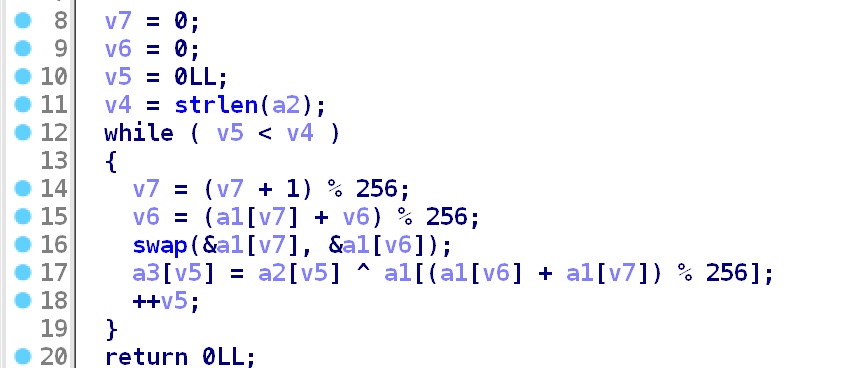 8 v7 = 0;
9 v6 = 0;
10 v5 = 0LL;
11 v4 = strlen(a2);
12 while ( v5 < v4 )
13 {
14 v7 = (v7 + 1) % 256;
15 v6 = (a1[v7] + v6) % 256;
16 swap(&a1[v7], &a1[v6]);
17 a3[v5] = a2[v5] ^ a1[(a1[v6] + a1[v7]) % 256];
18 ++v5;
19 }
20 return 0LL;